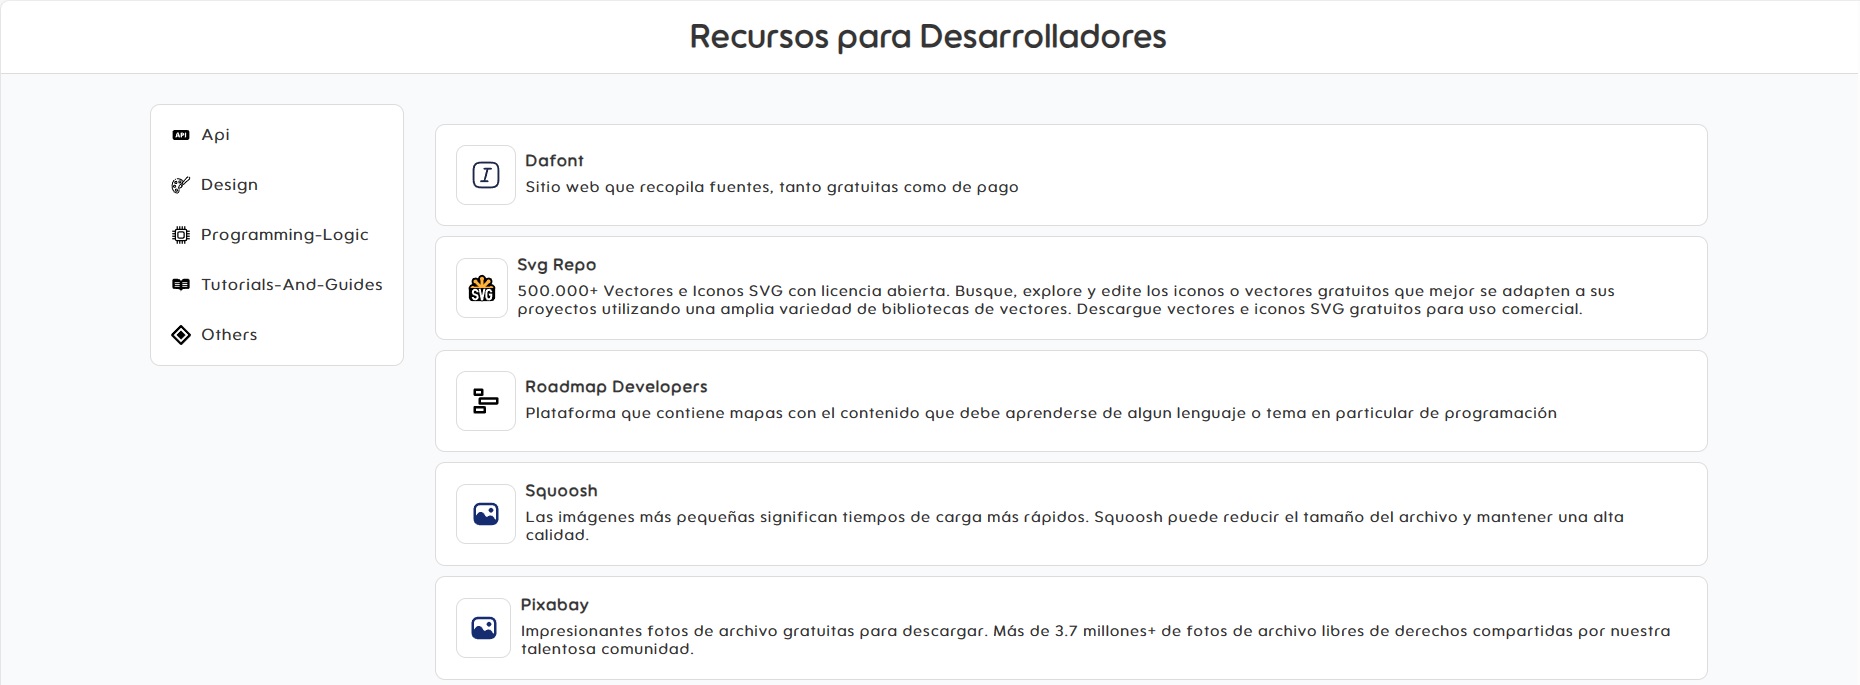 Recursos para Desarrolladores
API
Api
Design
Programming-Logic
Tutorials-And-Guides
Others
I
Dafont
Sitio web que recopila fuentes, tanto gratuitas como de pago
SVG
Svg Repo
500.000+ Vectores e Iconos SVG con licencia abierta. Busque, explore y edite los iconos o vectores gratuitos que mejor se adapten a sus
proyectos utilizando una amplia variedad de bibliotecas de vectores. Descargue vectores e iconos SVG gratuitos para uso comercial.
Roadmap Developers
Plataforma que contiene mapas con el contenido que debe aprenderse de algun lenguaje o tema en particular de programación
Squoosh
Las imágenes más pequeñas significan tiempos de carga más rápidos. Squoosh puede reducir el tamaño del archivo y mantener una alta
calidad.
Pixabay
Impresionantes fotos de archivo gratuitas para descargar. Más de 3.7 millones+ de fotos de archivo libres de derechos compartidas por nuestra
talentosa comunidad.